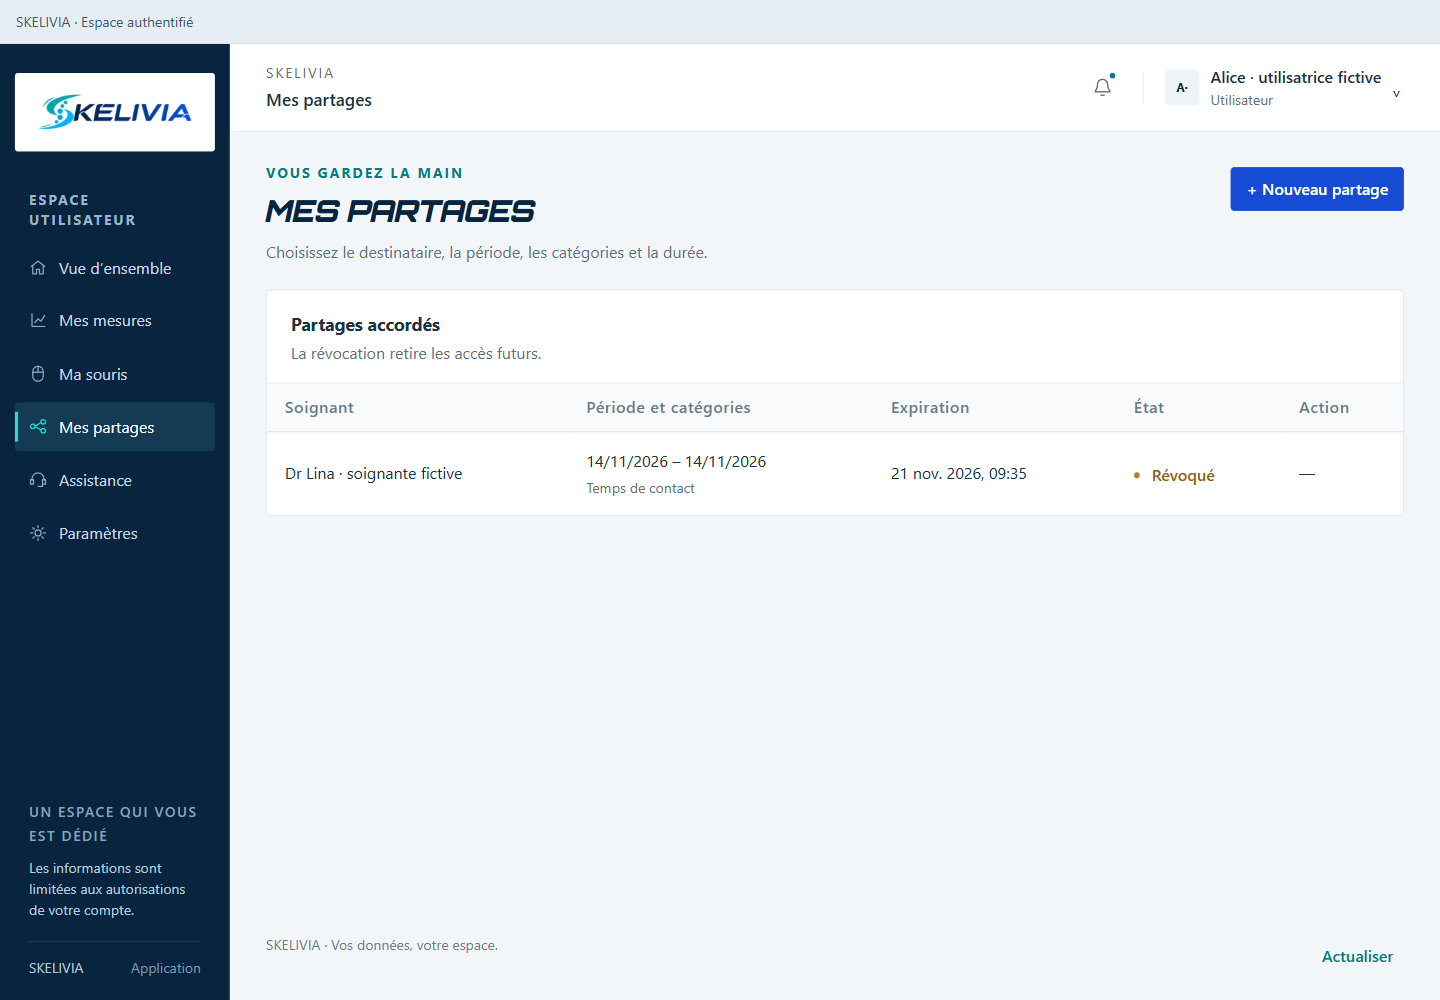 SKELIVIA · Espace authentifié
SKELIVIA
ESPACE
UTILISATEUR
Vue d’ensemble
Mes mesures
Ma souris
Mes partages
Assistance
Paramètres
UN ESPACE QUI VOUS
EST DÉDIÉ
Les informations sont
limitées aux autorisations
de votre compte.
SKELIVIA Application
SKELIVIA
Mes partages
A·
Alice · utilisatrice fictive
Utilisateur
v
VOUS GARDEZ LA MAIN
MES PARTAGES
Choisissez le destinataire, la période, les catégories et la durée.
+ Nouveau partage
Partages accordés
La révocation retire les accès futurs.
Soignant Période et catégories Expiration État Action
Dr Lina · soignante fictive 14/11/2026 – 14/11/2026 21 nov. 2026, 09:35 Révoqué —
Temps de contact
SKELIVIA · Vos données, votre espace.
Actualiser